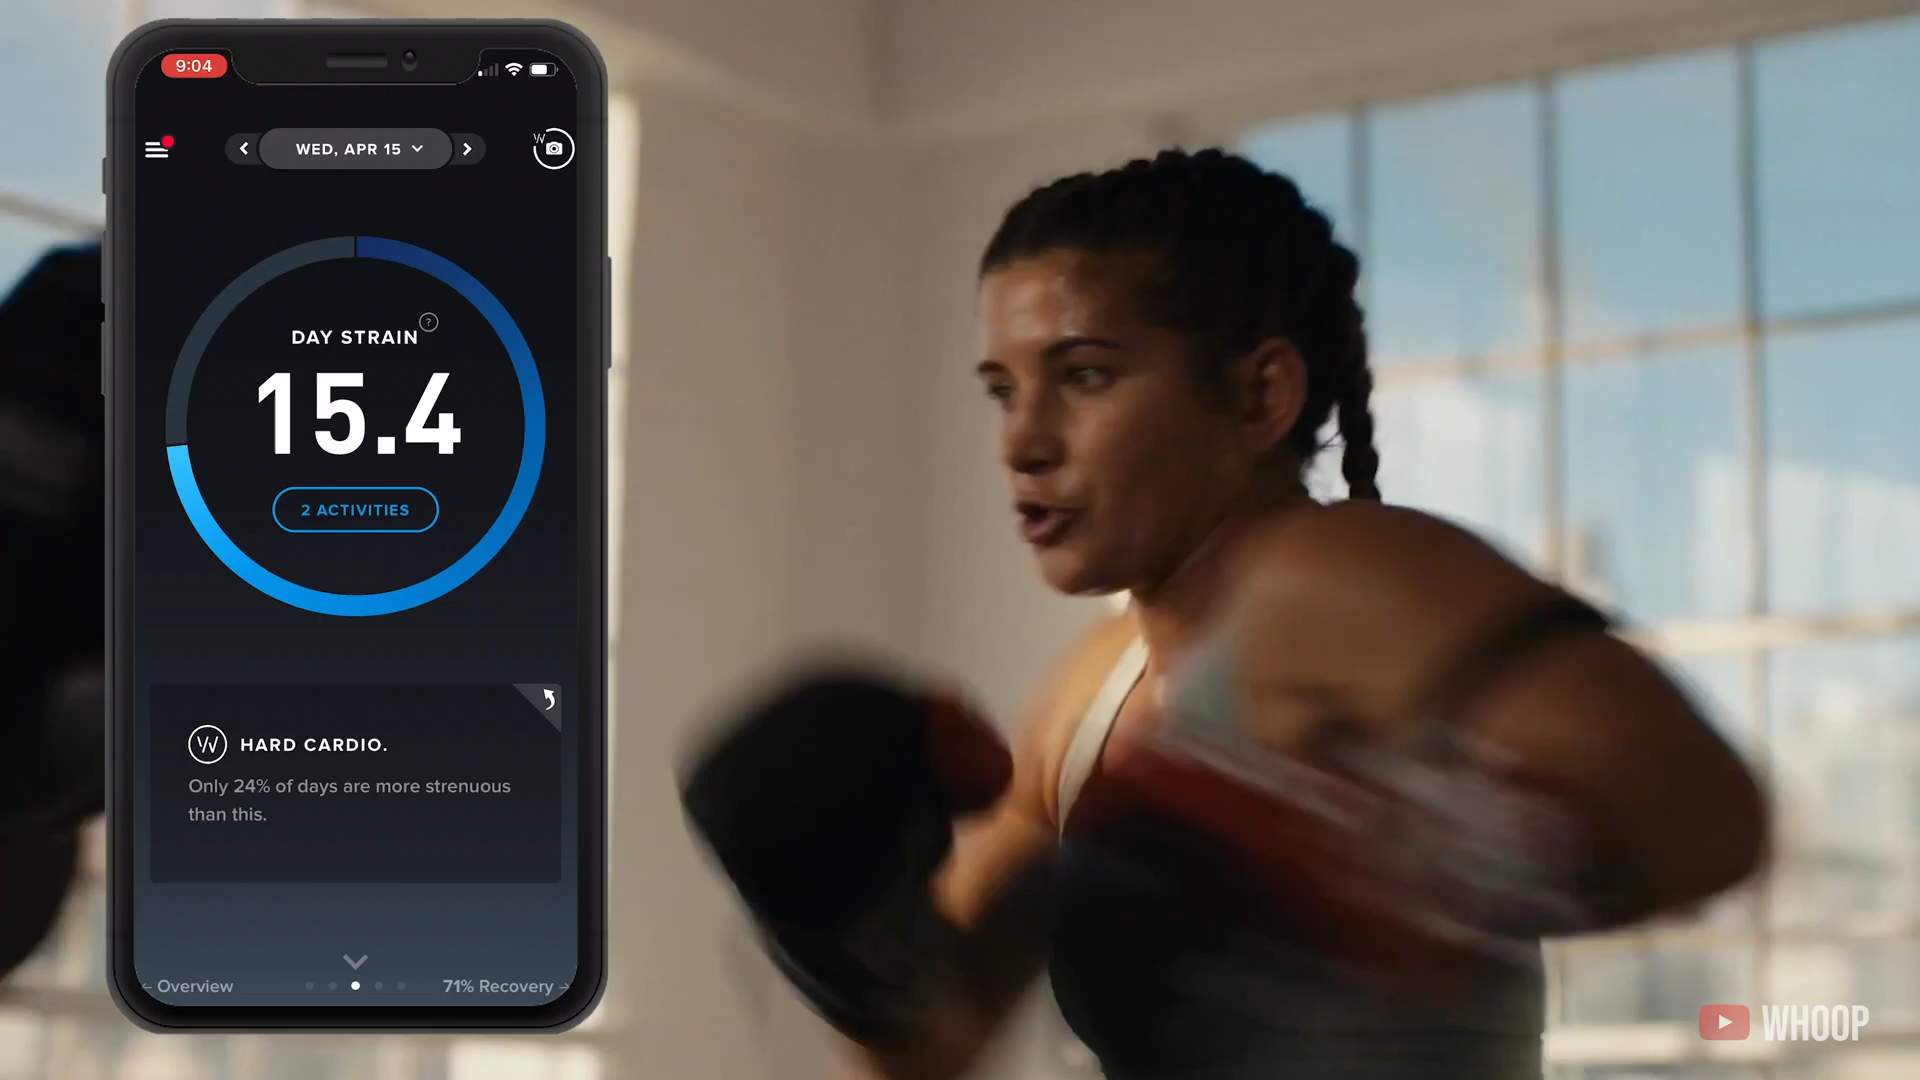 9:04
WED, APR 15
W
DAY STRAIN ?
15.4
2 ACTIVITIES
W HARD CARDIO.
Only 24% of days are more strenuous
than this.
← Overview
71% Recovery →
WHOOP